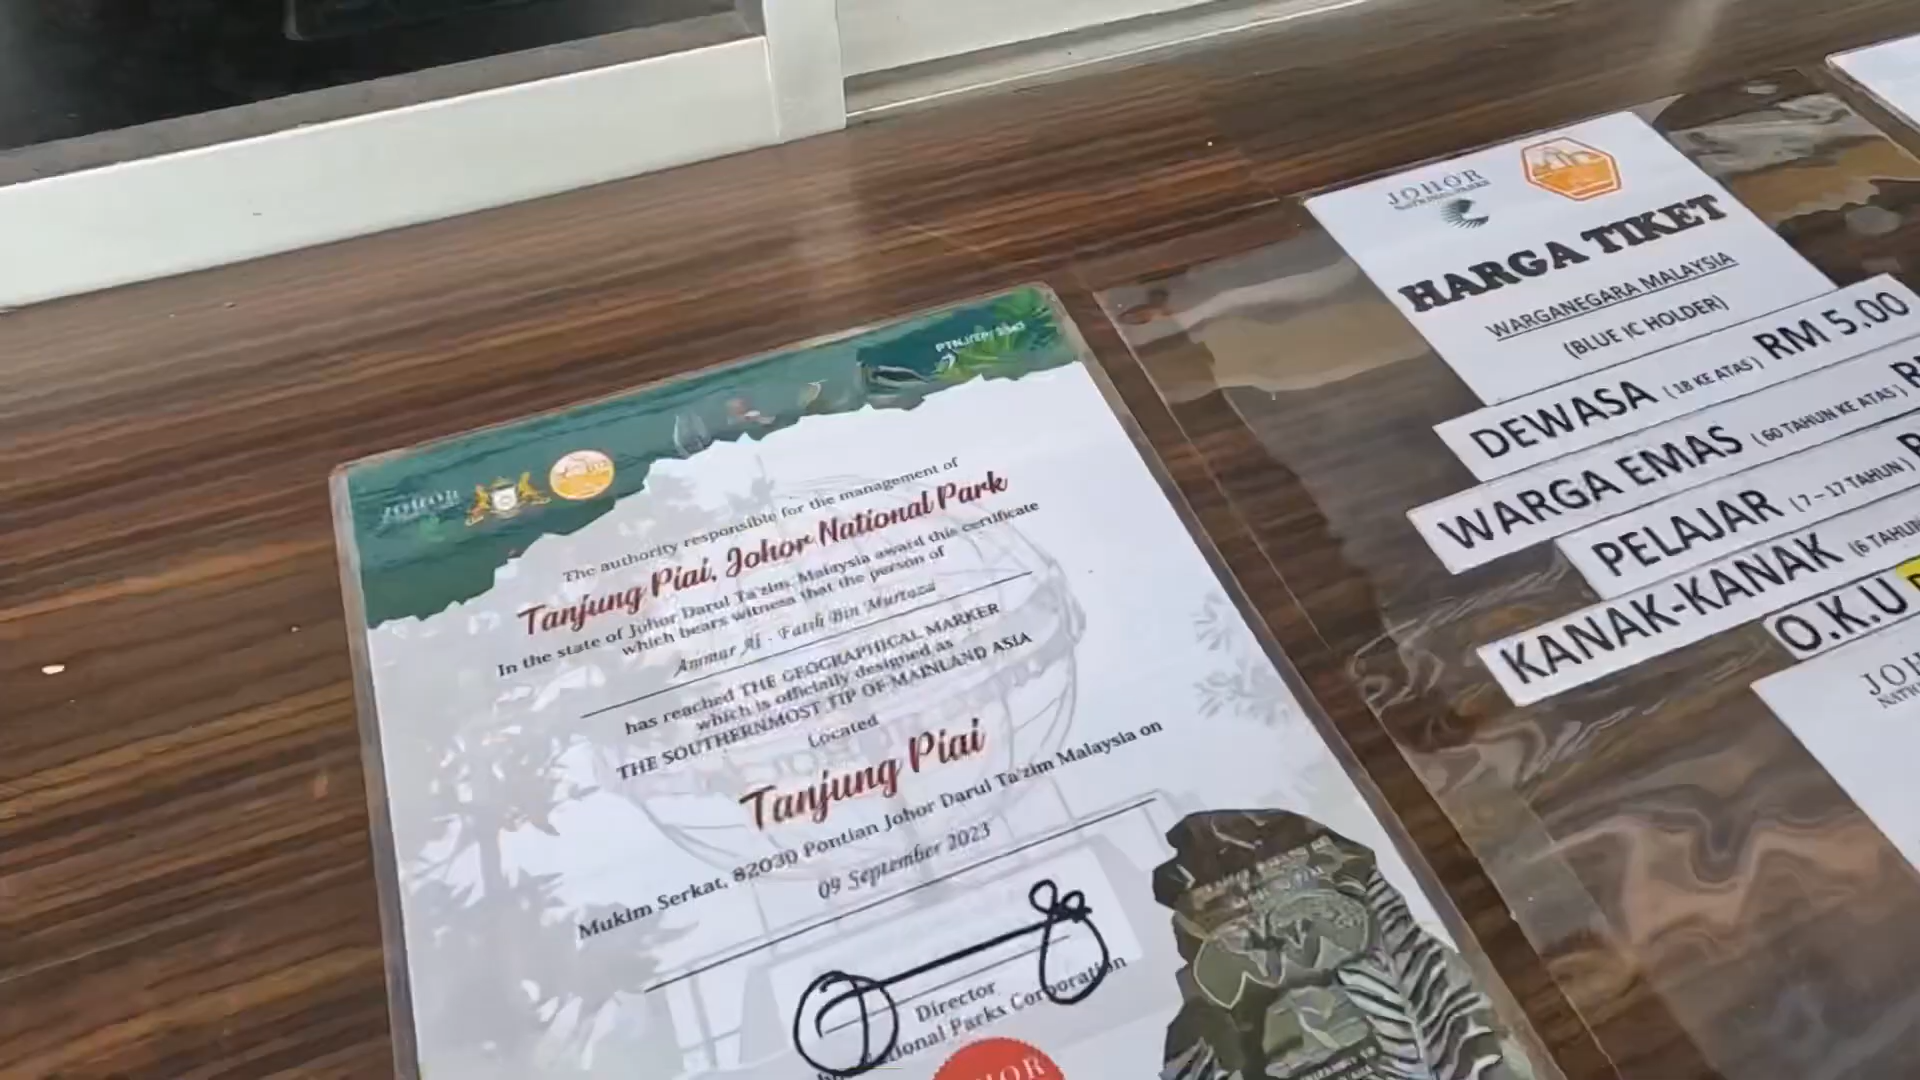 The authority responsible for the management of
Tanjung Piai, Johor National Park
In the state of Johor Darul Ta'zim, Malaysia award this certificate
which bears witness that the person of
Ammar Al - Fatih Bin Murtaza
has reached THE GEOGRAPHICAL MARKER
which is officially designed as
THE SOUTHERNMOST TIP OF MAINLAND ASIA
Located
Tanjung Piai
Mukim Serkat, 82030 Pontian Johor Darul Ta'zim Malaysia on
09 September 2023
Director
National Parks Corporation
JOHOR
NATIONAL PARKS
HARGA TIKET
WARGANEGARA MALAYSIA
(BLUE IC HOLDER)
DEWASA (18 KE ATAS) RM 5.00
WARGA EMAS (60 TAHUN KE ATAS)
PELAJAR (7 – 17 TAHUN)
KANAK-KANAK (6 TAHUN
O.K.U